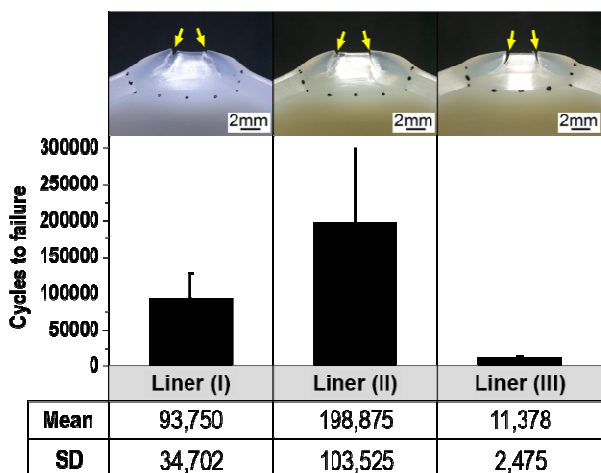 2mm 2mm 2mm
300000
250000
200000
150000
100000
50000
0
Cycles to failure
Liner (I) Liner (II) Liner (III)
Mean 93,750 198,875 11,378
SD 34,702 103,525 2,475